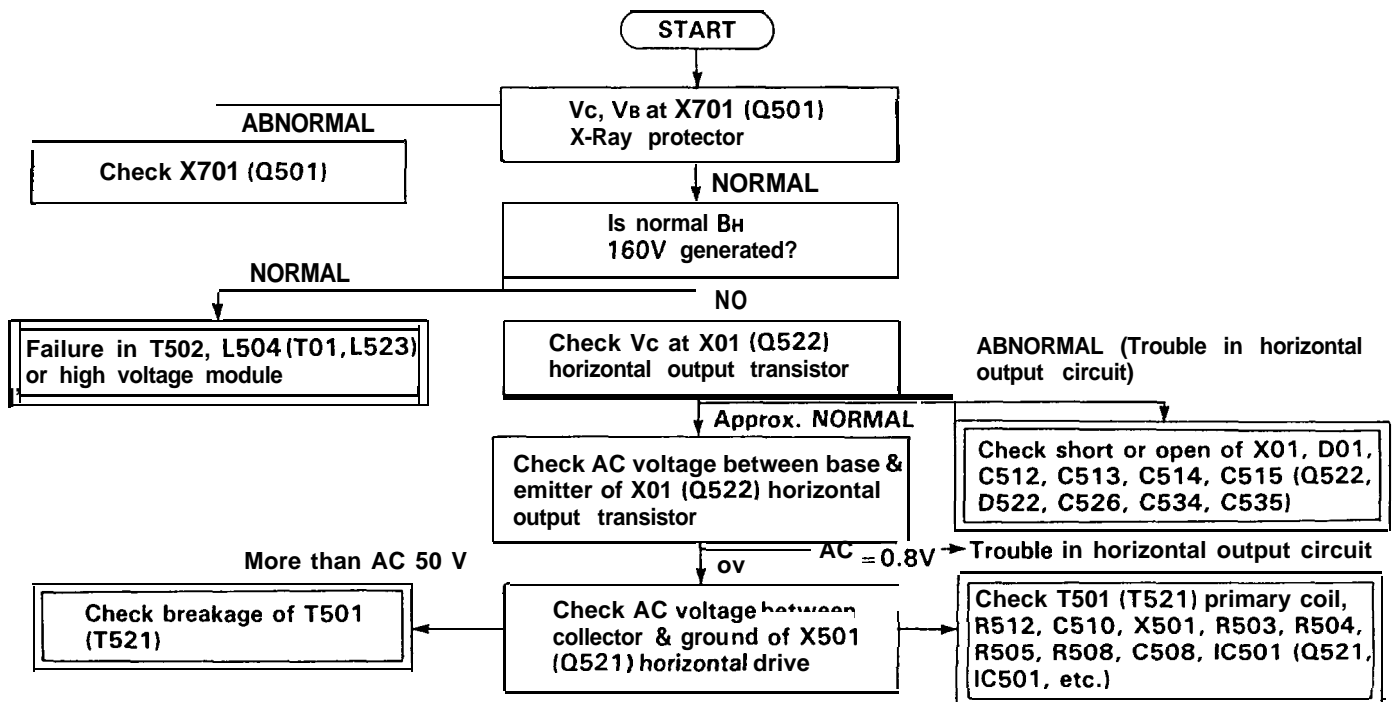 START
Vc, VB at X701 (Q501)
X-Ray protector
ABNORMAL
Check X701 (Q501)
NORMAL
Is normal BH
160V generated?
NORMAL
NO
Failure in T502, L504 (T01, L523)
or high voltage module
Check Vc at X01 (Q522)
horizontal output transistor
ABNORMAL (Trouble in horizontal
output circuit)
Approx. NORMAL
Check AC voltage between base &
emitter of X01 (Q522) horizontal
output transistor
Check short or open of X01, D01,
C512, C513, C514, C515 (Q522,
D522, C526, C534, C535)
More than AC 50 V
ov
AC =0.8V
Trouble in horizontal output circuit
Check breakage of T501
(T521)
Check AC voltage between
collector & ground of X501
(Q521) horizontal drive
Check T501 (T521) primary coil,
R512, C510, X501, R503, R504,
R505, R508, C508, IC501 (Q521,
IC501, etc.)